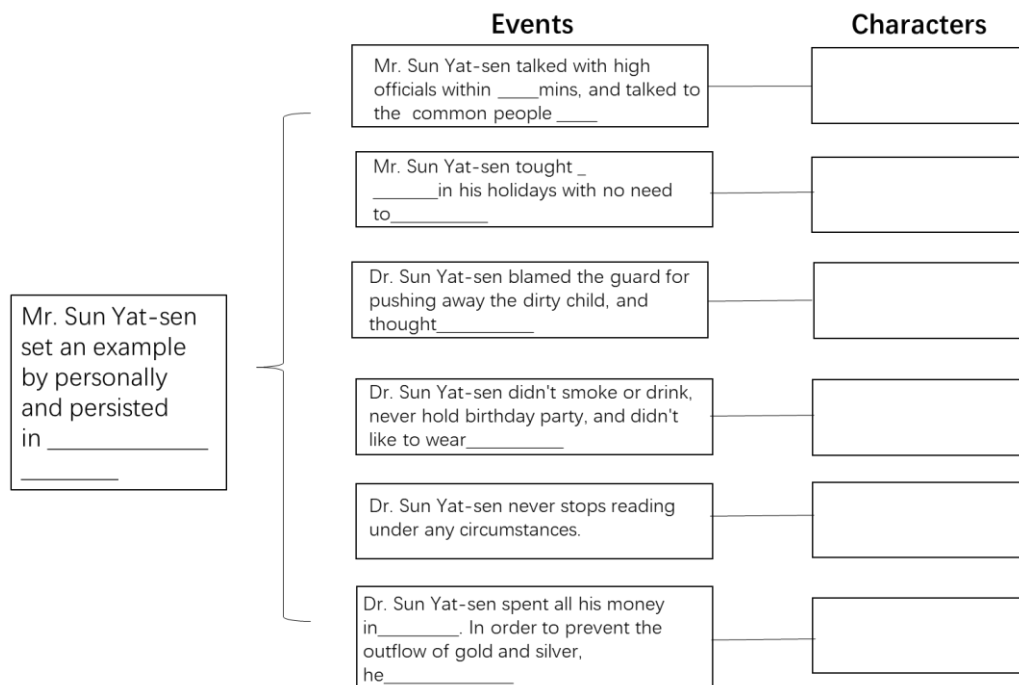 Events
Characters
Mr. Sun Yat-sen talked with high
officials within ____mins, and talked to
the common people ____
Mr. Sun Yat-sen tought _
_______in his holidays with no need
to__________
Dr. Sun Yat-sen blamed the guard for
pushing away the dirty child, and
thought__________
Mr. Sun Yat-sen
set an example
by personally
and persisted
in ______________
_________
Dr. Sun Yat-sen didn't smoke or drink,
never hold birthday party, and didn't
like to wear__________
Dr. Sun Yat-sen never stops reading
under any circumstances.
Dr. Sun Yat-sen spent all his money
in________. In order to prevent the
outflow of gold and silver,
he_____________